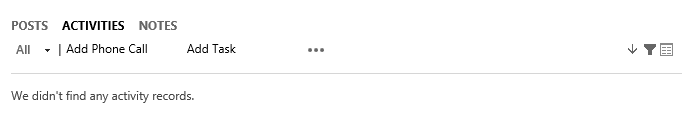 POSTS ACTIVITIES NOTES
All | Add Phone Call Add Task •••
We didn't find any activity records.